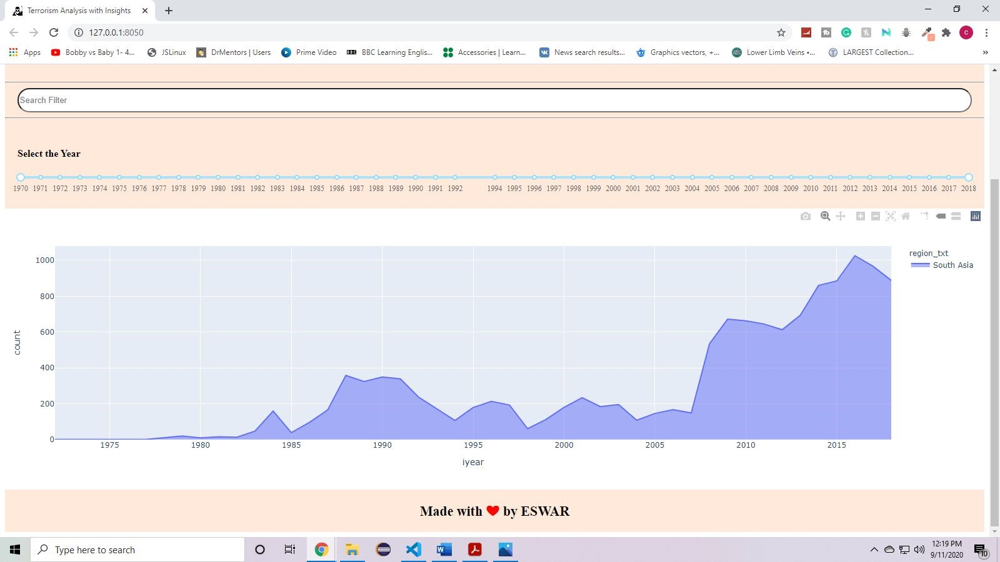 Terrorism Analysis with Insights
127.0.0.1:8050
C
Apps
Bobby vs Baby 1- 4...
JSLinux
DrMentors | Users
Prime Video
BBC BBC Learning Englis...
Accessories | Learn...
News search results...
Graphics vectors, +...
Lower Limb Veins •...
LARGEST Collection...
»
Search Filter
Select the Year
1970 1971 1972 1973 1974 1975 1976 1977 1978 1979 1980 1981 1982 1983 1984 1985 1986 1987 1988 1989 1990 1991 1992 1994 1995 1996 1997 1998 1999 2000 2001 2002 2003 2004 2005 2006 2007 2008 2009 2010 2011 2012 2013 2014 2015 2016 2017 2018
region_txt
South Asia
1000
800
600
400
200
0
count
1975 1980 1985 1990 1995 2000 2005 2010 2015
iyear
Made with ❤ by ESWAR
Type here to search
12:19 PM
9/11/2020
10